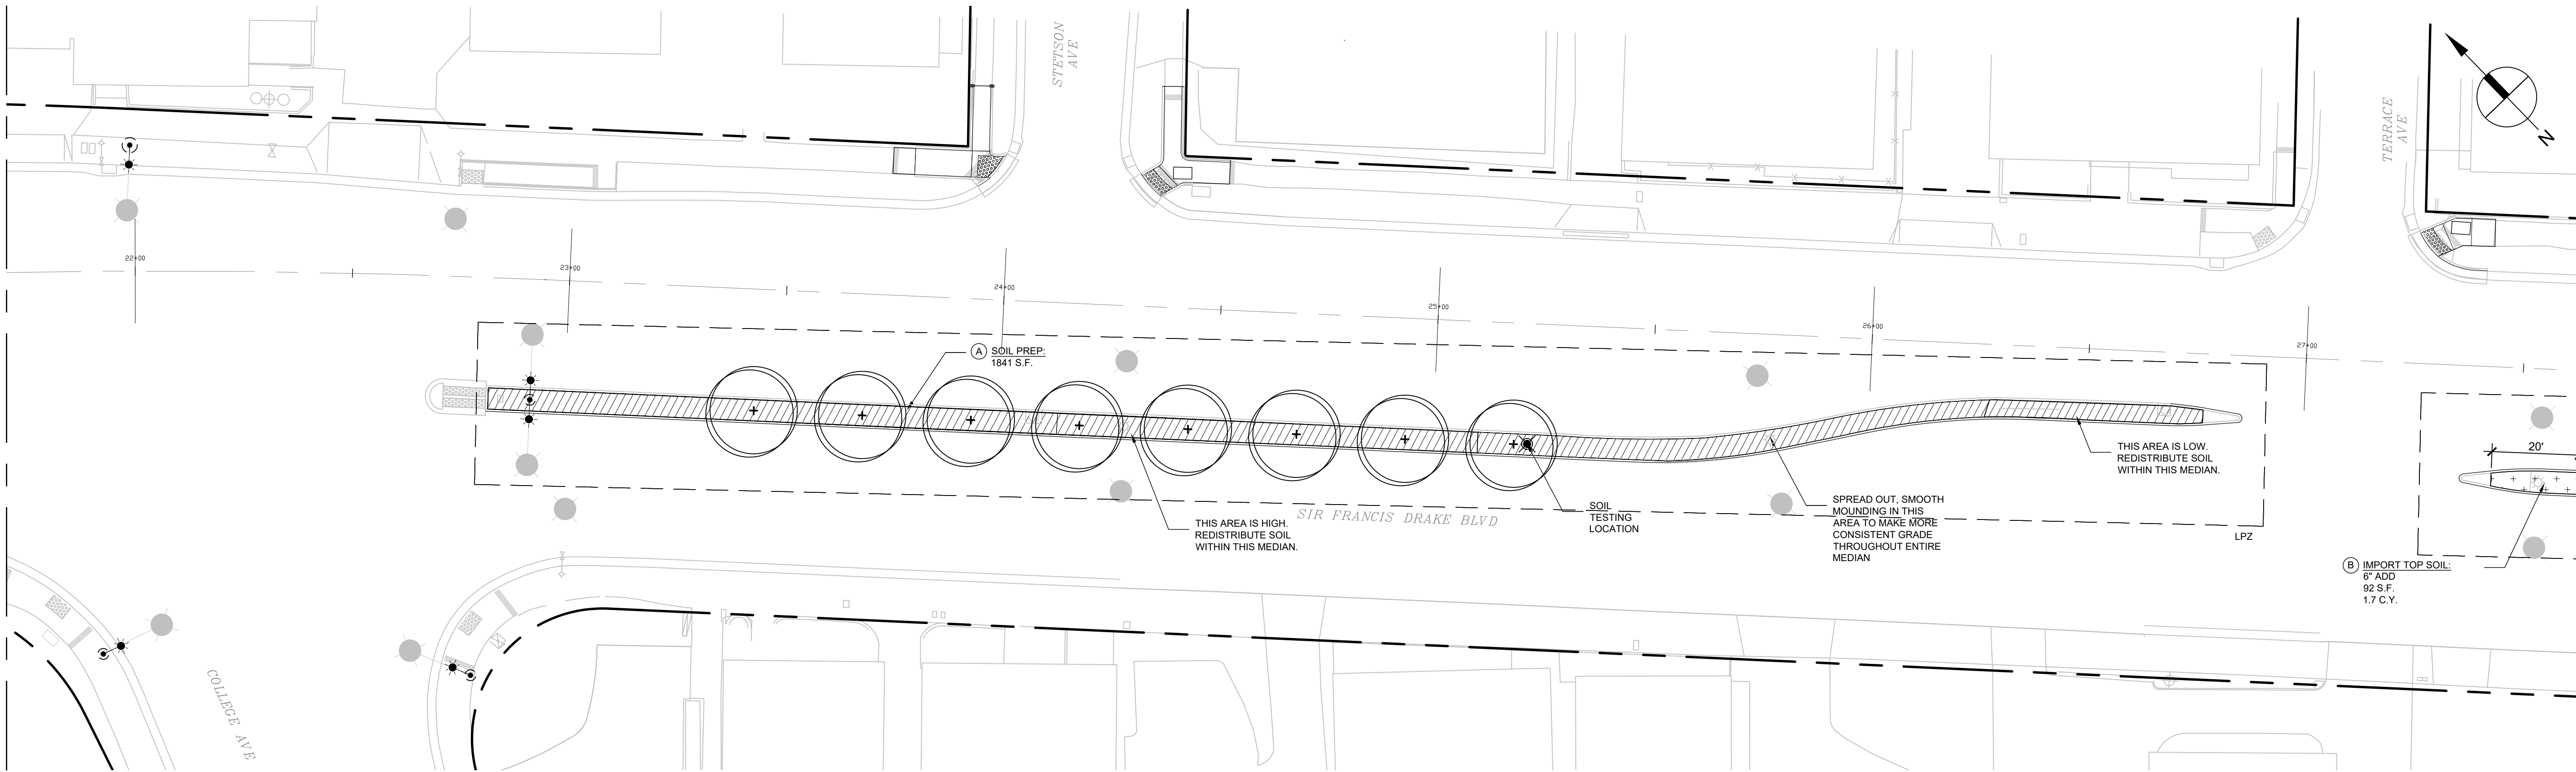 STETSON
AVE
TERRACE
AVE
N
22+00
23+00
24+00
25+00
26+00
27+00
A SOIL PREP:
1841 S.F.
THIS AREA IS LOW.
REDISTRIBUTE SOIL
WITHIN THIS MEDIAN.
20'
SPREAD OUT, SMOOTH
MOUNDING IN THIS
AREA TO MAKE MORE
CONSISTENT GRADE
THROUGHOUT ENTIRE
MEDIAN
SOIL
TESTING
LOCATION
SIR FRANCIS DRAKE BLVD
THIS AREA IS HIGH.
REDISTRIBUTE SOIL
WITHIN THIS MEDIAN.
LPZ
B IMPORT TOP SOIL:
6" ADD
92 S.F.
1.7 C.Y.
COLLEGE AVE